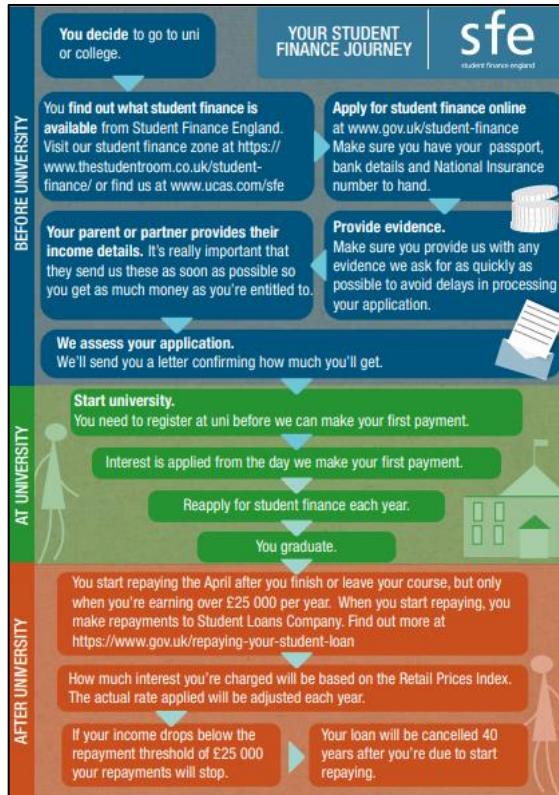 You decide to go to uni
or college.
YOUR STUDENT
FINANCE JOURNEY
sfe
student finance england
BEFORE UNIVERSITY
You find out what student finance is
available from Student Finance England.
Visit our student finance zone at https://
www.thestudentroom.co.uk/student-
finance/ or find us at www.ucas.com/sfe
Apply for student finance online
at www.gov.uk/student-finance
Make sure you have your passport,
bank details and National Insurance
number to hand.
Provide evidence.
Make sure you provide us with any
evidence we ask for as quickly as
possible to avoid delays in processing
your application.
Your parent or partner provides their
income details. It's really important that
they send us these as soon as possible so
you get as much money as you're entitled to.
We assess your application.
We'll send you a letter confirming how much you'll get.
AT UNIVERSITY
Start university.
You need to register at uni before we can make your first payment.
Interest is applied from the day we make your first payment.
Reapply for student finance each year.
You graduate.
AFTER UNIVERSITY
You start repaying the April after you finish or leave your course, but only
when you're earning over £25 000 per year. When you start repaying, you
make repayments to Student Loans Company. Find out more at
https://www.gov.uk/repaying-your-student-loan
How much interest you're charged will be based on the Retail Prices Index.
The actual rate applied will be adjusted each year.
If your income drops below the
repayment threshold of £25 000
your repayments will stop.
Your loan will be cancelled 40
years after you're due to start
repaying.